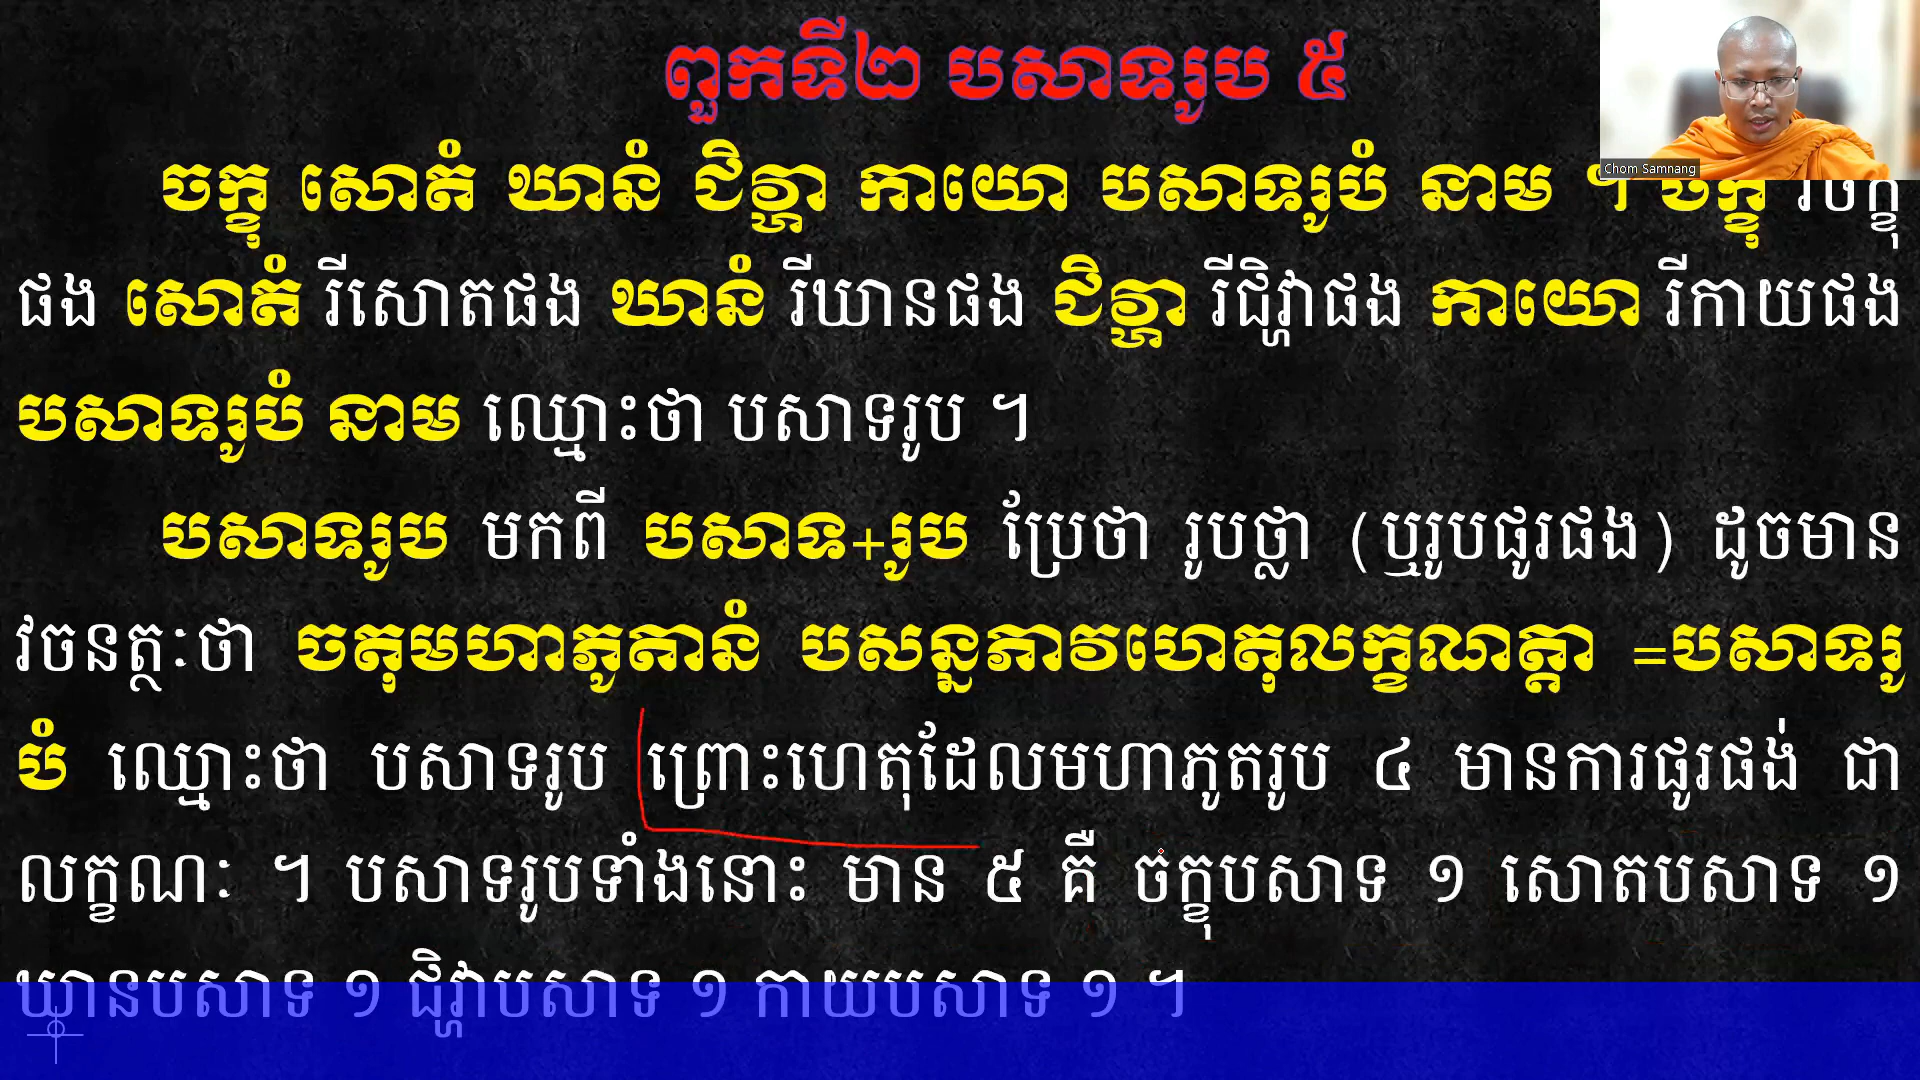 ពួកទី២ បសាទរូប ៥
Chom Samnang
ចក្ខុ សោតំ ឃានំ ជិវ្ហា កាយោ បសាទរូបំ នាម ។ ចក្ខុ រីចក្ខុ
ផង សោតំ រីសោតផង ឃានំ រីឃានផង ជិវ្ហា រីជិវ្ហាផង កាយោ រីកាយផង
បសាទរូបំ នាម ឈ្មោះថា បសាទរូប ។
បសាទរូប មកពី បសាទ+រូប ប្រែថា រូបថ្លា (ឬរូបផូរផង) ដូចមាន
វចនត្ថៈថា ចតុមហាភូតានំ បសន្នភាវហេតុលក្ខណត្តា =បសាទរូ
បំ ឈ្មោះថា បសាទរូប ព្រោះហេតុដែលមហាភូតរូប ៤ មានការផូរផង់ ជា
លក្ខណៈ ។ បសាទរូបទាំងនោះ មាន ៥ គឺ ចក្ខុបសាទ ១ សោតបសាទ ១
ឃានបសាទ ១ ជិវ្ហាបសាទ ១ កាយបសាទ ១ ។